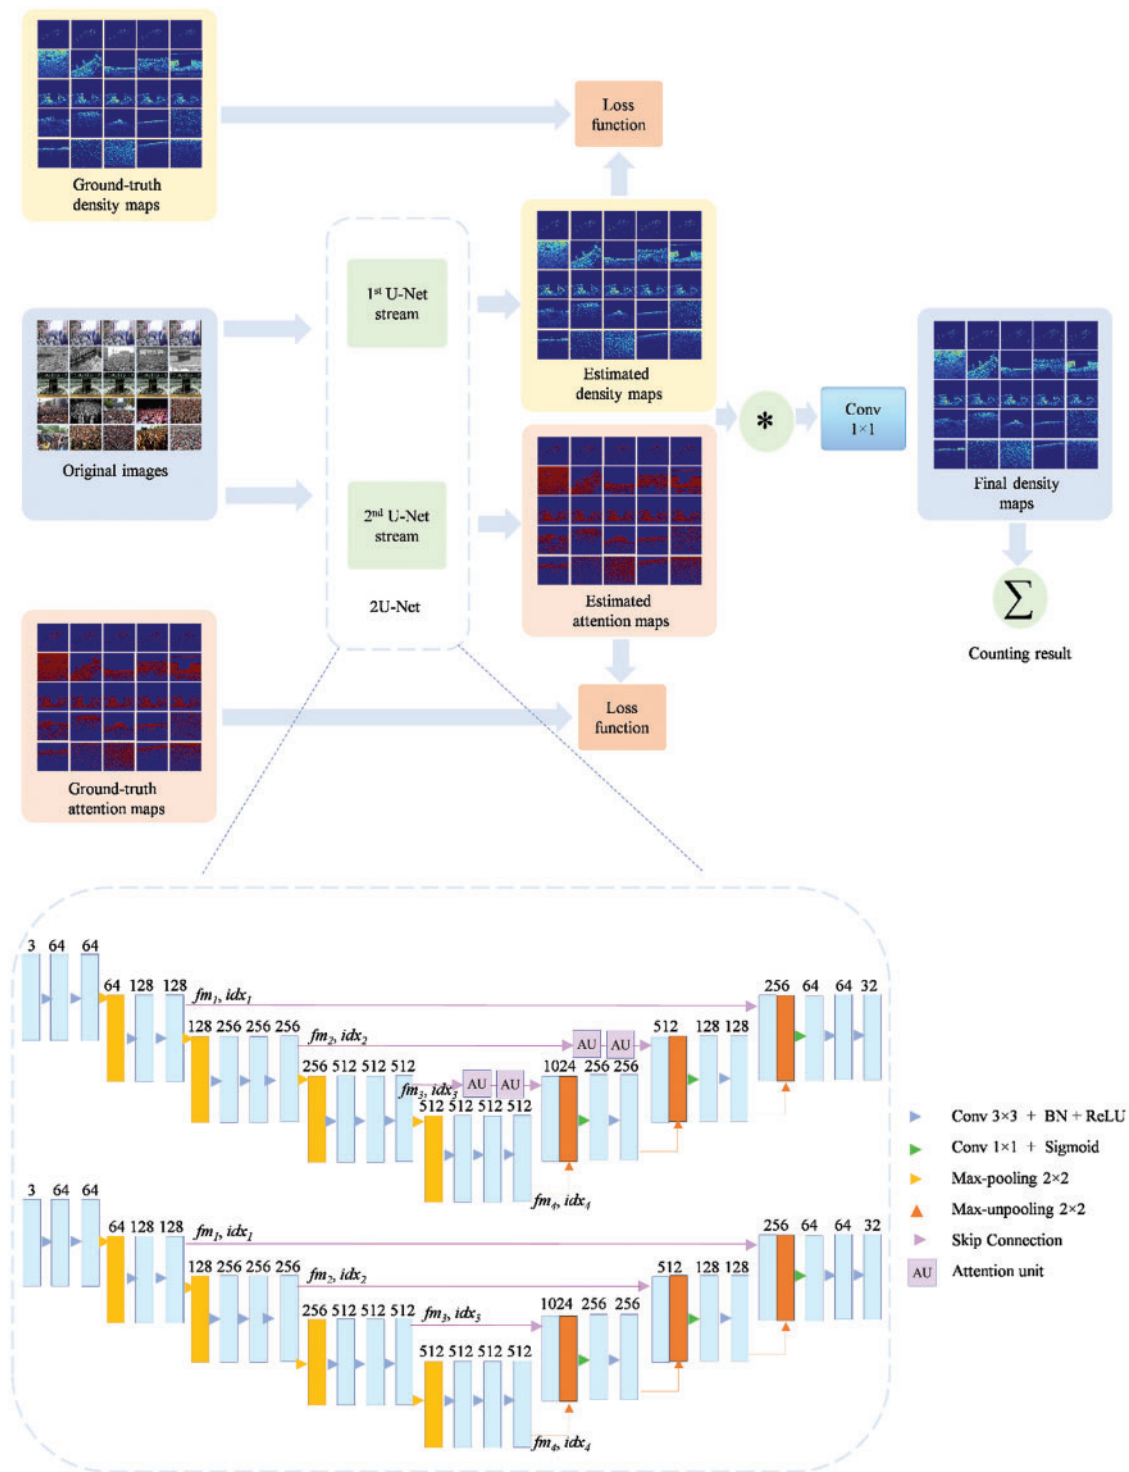 Ground-truth
density maps
Loss
function
1st U-Net
stream
Estimated
density maps
Original images
2nd U-Net
stream
2U-Net
Estimated
attention maps
*
Conv
1×1
Final density
maps
∑
Counting result
Loss
function
Ground-truth
attention maps
3 64 64
64 128 128
fm1, idx1
256 64 64 32
128 256 256 256
fm2, idx2
AU AU
512 128 128
256 512 512 512
fm3, idx3
AU AU
1024 256 256
512 512 512 512
fm4, idx4
3 64 64
64 128 128
fm1, idx1
256 64 64 32
128 256 256 256
fm2, idx2
512 128 128
256 512 512 512
fm3, idx3
1024 256 256
512 512 512 512
fm4, idx4
Conv 3×3 + BN + ReLU
Conv 1×1 + Sigmoid
Max-pooling 2×2
Max-unpooling 2×2
Skip Connection
AU Attention unit